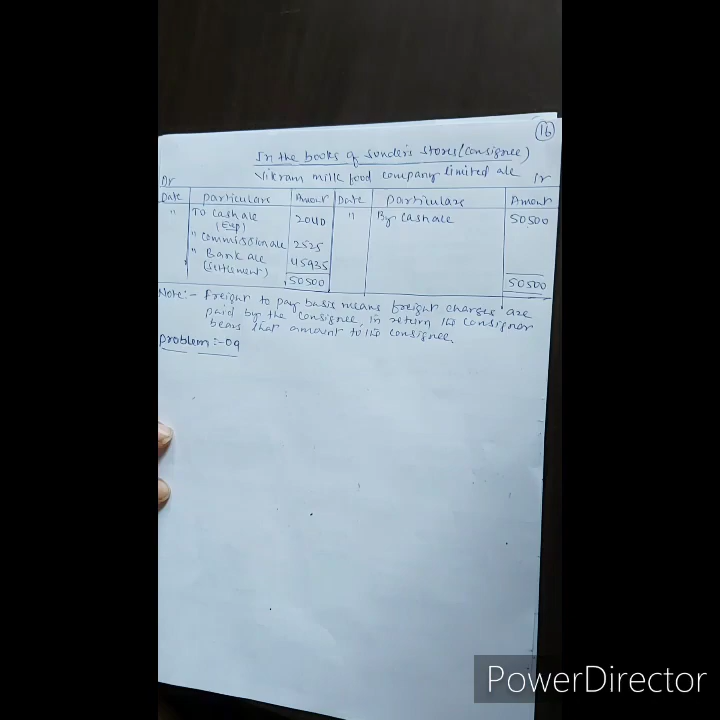 16
In the books of Sunder's Stores (Consignee)
Vikram milk food company limited a/c
Dr
Cr
Date Particulars Amount Date Particulars Amount
" To cash a/c 2040 " By cash a/c 50500
(Exp)
" Commission a/c 2525
" Bank a/c 45935
(settlement)
50500 50500
Note:- Freight to pay basis means freight charges are
paid by the consignee, in return the consignor
bears that amount to the consignee.
Problem:-09
PowerDirector